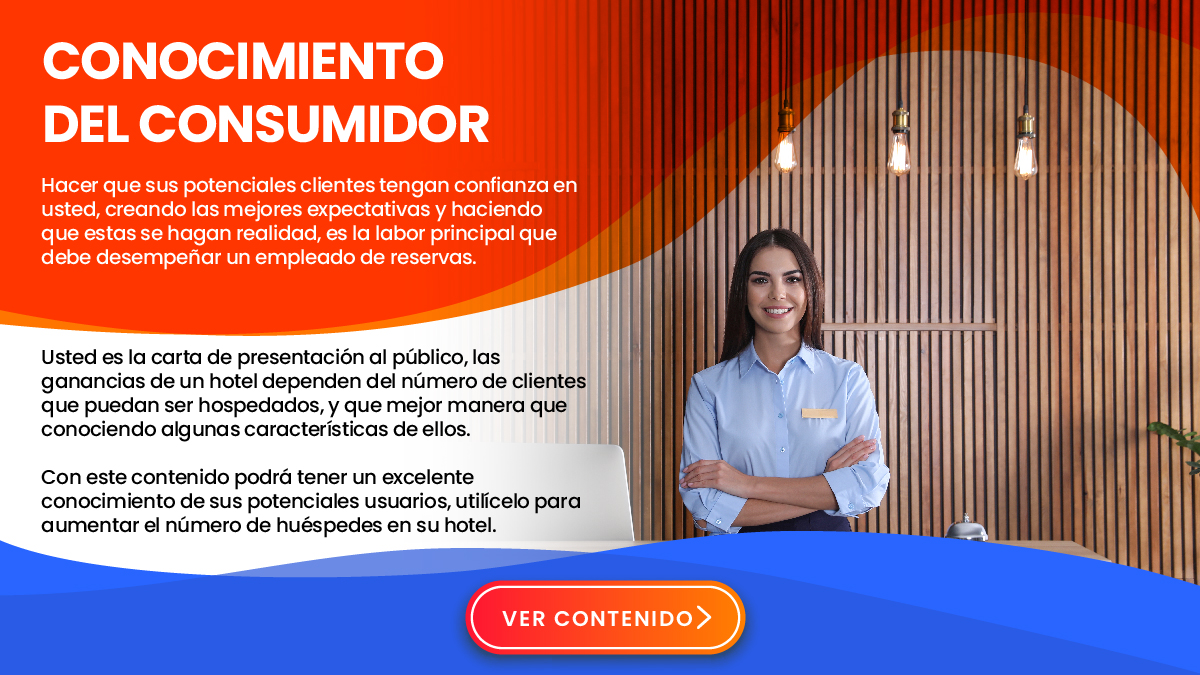 CONOCIMIENTO
DEL CONSUMIDOR
Hacer que sus potenciales clientes tengan confianza en
usted, creando las mejores expectativas y haciendo
que estas se hagan realidad, es la labor principal que
debe desempeñar un empleado de reservas.
Usted es la carta de presentación al público, las
ganancias de un hotel dependen del número de clientes
que puedan ser hospedados, y que mejor manera que
conociendo algunas características de ellos.
Con este contenido podrá tener un excelente
conocimiento de sus potenciales usuarios, utilícelo para
aumentar el número de huéspedes en su hotel.
VER CONTENIDO